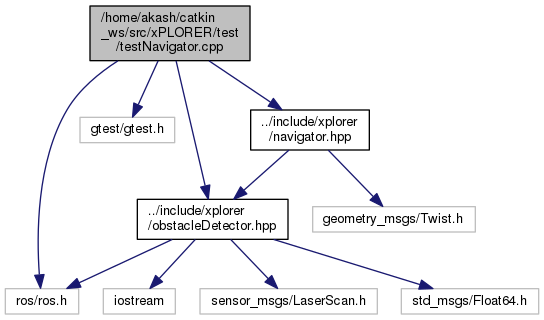 /home/akash/catkin
_ws/src/xPLORER/test
/testNavigator.cpp
gtest/gtest.h
../include/xplorer
/navigator.hpp
../include/xplorer
/obstacleDetector.hpp
geometry_msgs/Twist.h
ros/ros.h
iostream
sensor_msgs/LaserScan.h
std_msgs/Float64.h